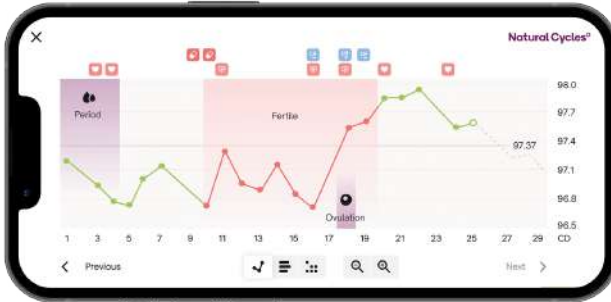 Natural Cycles°
98.0
Period
Fertile
97.7
97.4
97.37
97.1
96.8
Ovulation
96.5
1 3 5 7 9 11 13 15 17 19 21 23 25 27 29 CD
Previous
Next